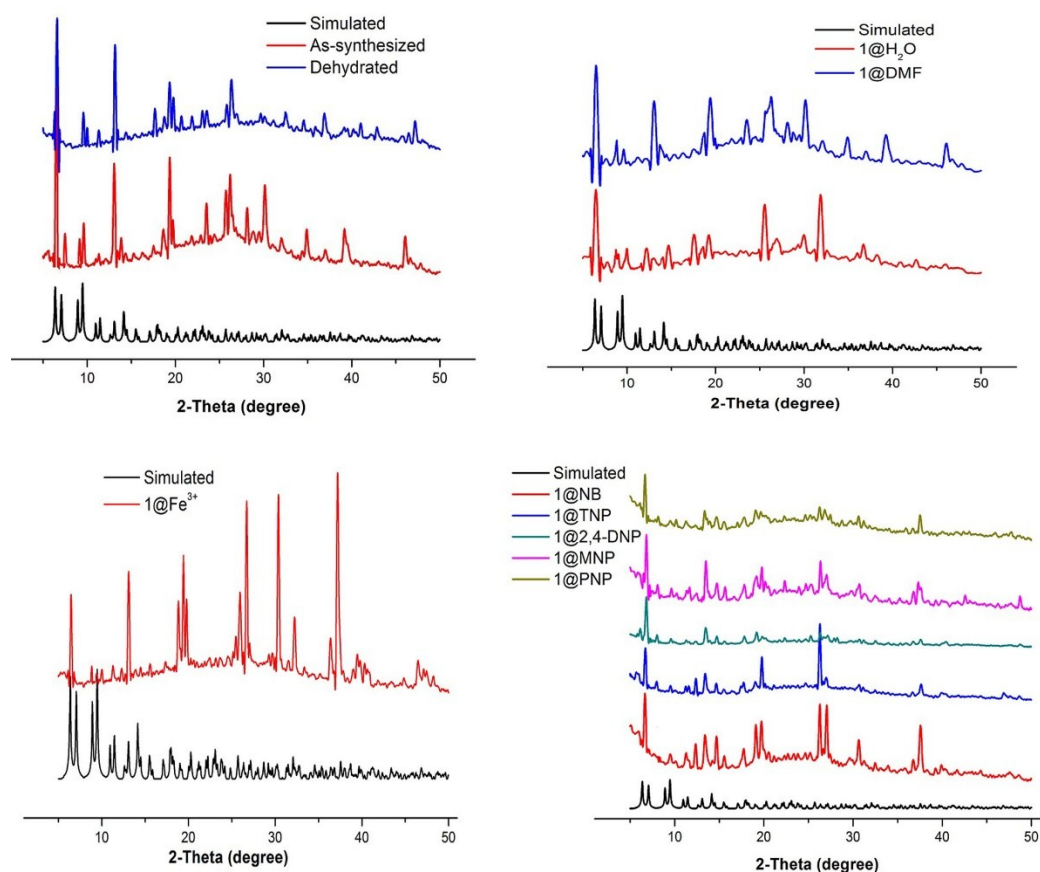 Simulated
As-synthesized
Dehydrated
10 20 30 40 50
2-Theta (degree)
Simulated
1@H₂O
1@DMF
10 20 30 40 50
2-Theta (degree)
Simulated
1@Fe³⁺
10 20 30 40 50
2-Theta (degree)
Simulated
1@NB
1@TNP
1@2,4-DNP
1@MNP
1@PNP
10 20 30 40 50
2-Theta (degree)